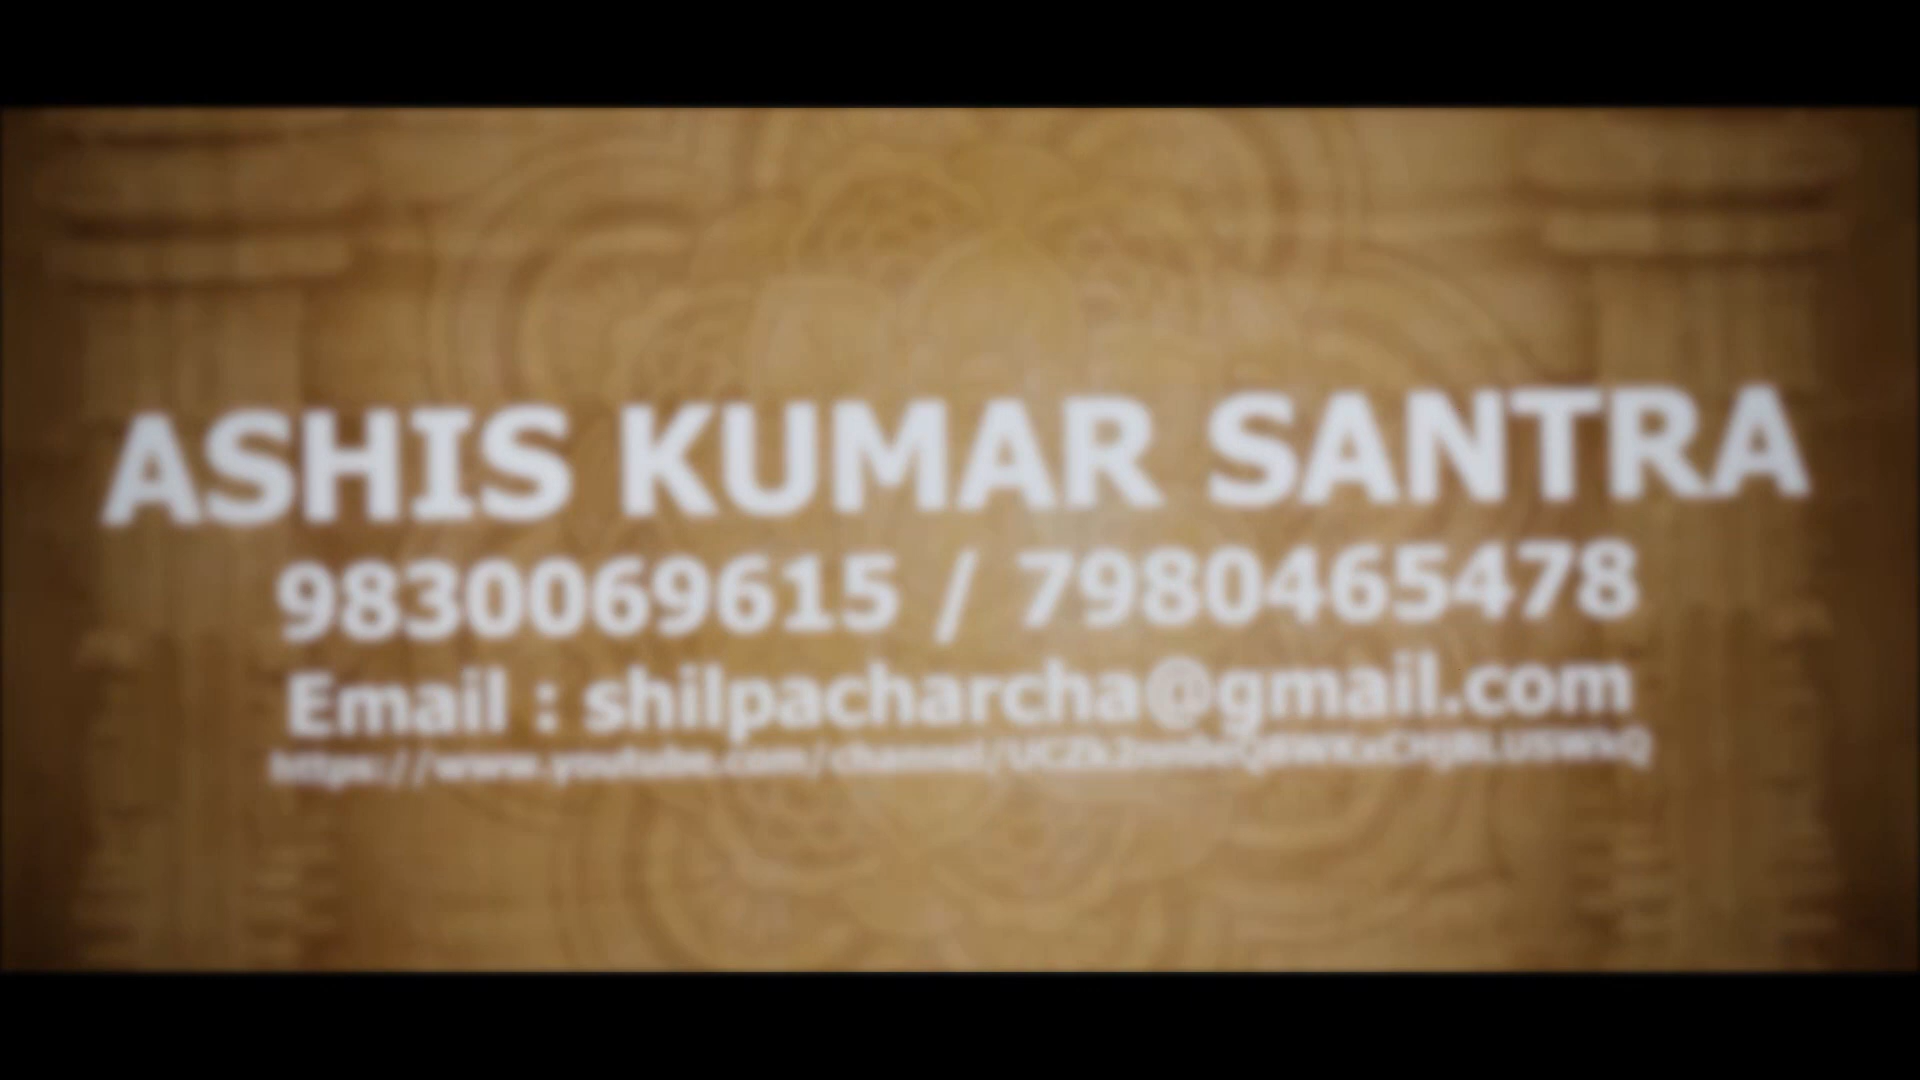 ASHIS KUMAR SANTRA
9830069615 / 7980465478
Email : shilpacharcha@gmail.com